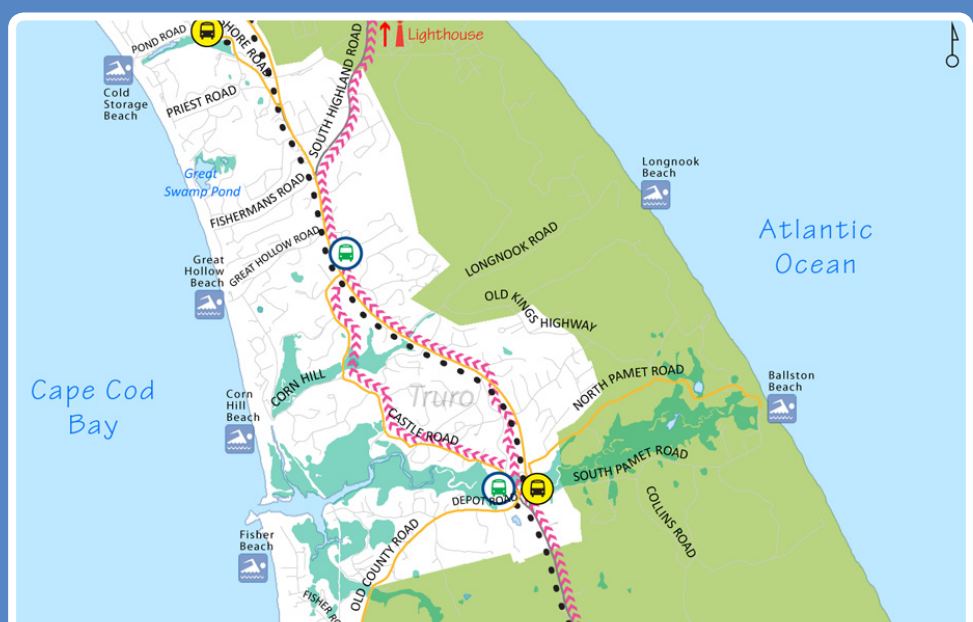 Lighthouse
POND ROAD
SHORE ROAD
Cold
Storage
Beach
PRIEST ROAD
SOUTH HIGHLAND ROAD
Great
Swamp Pond
FISHERMANS ROAD
Longnook
Beach
Atlantic
Ocean
GREAT HOLLOW ROAD
LONGNOOK ROAD
Great
Hollow
Beach
OLD KINGS HIGHWAY
Cape Cod
Bay
CORN HILL
Truro
NORTH PAMET ROAD
Ballston
Beach
Corn
Hill
Beach
CASTLE ROAD
SOUTH PAMET ROAD
DEPOT ROAD
COLLINS ROAD
Fisher
Beach
OLD COUNTY ROAD
FISHER